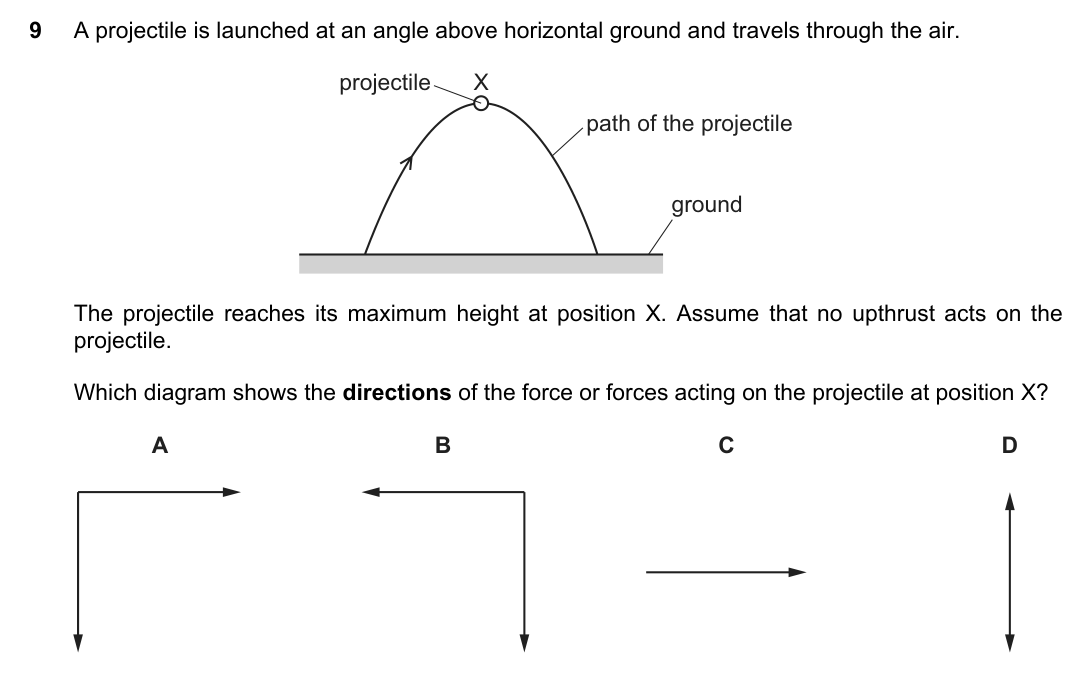 9 A projectile is launched at an angle above horizontal ground and travels through the air.
projectile X
path of the projectile
ground
The projectile reaches its maximum height at position X. Assume that no upthrust acts on the
projectile.
Which diagram shows the directions of the force or forces acting on the projectile at position X?
A B C D